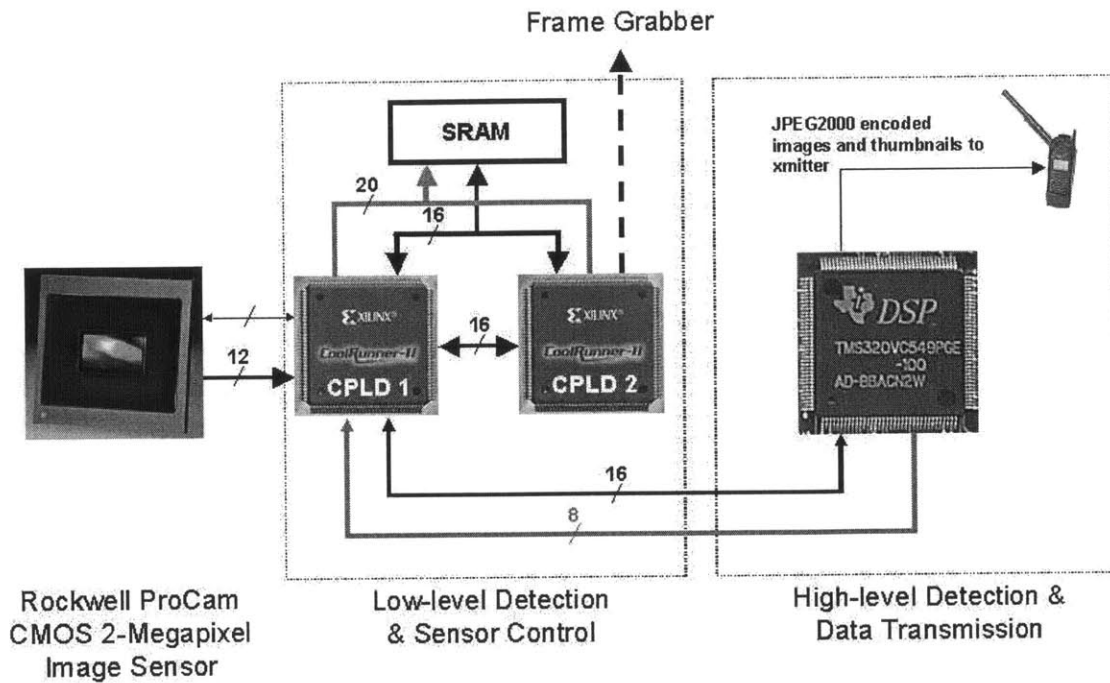 Frame Grabber
SRAM
JPEG2000 encoded
images and thumbnails to
xmitter
20
16
XILINX®
CoolRunner-II
CPLD 1
16
XILINX®
CoolRunner-II
CPLD 2
12
DSP
TMS320VC549PGE
-100
AD-88ACN2W
16
8
Rockwell ProCam
CMOS 2-Megapixel
Image Sensor
Low-level Detection
& Sensor Control
High-level Detection &
Data Transmission